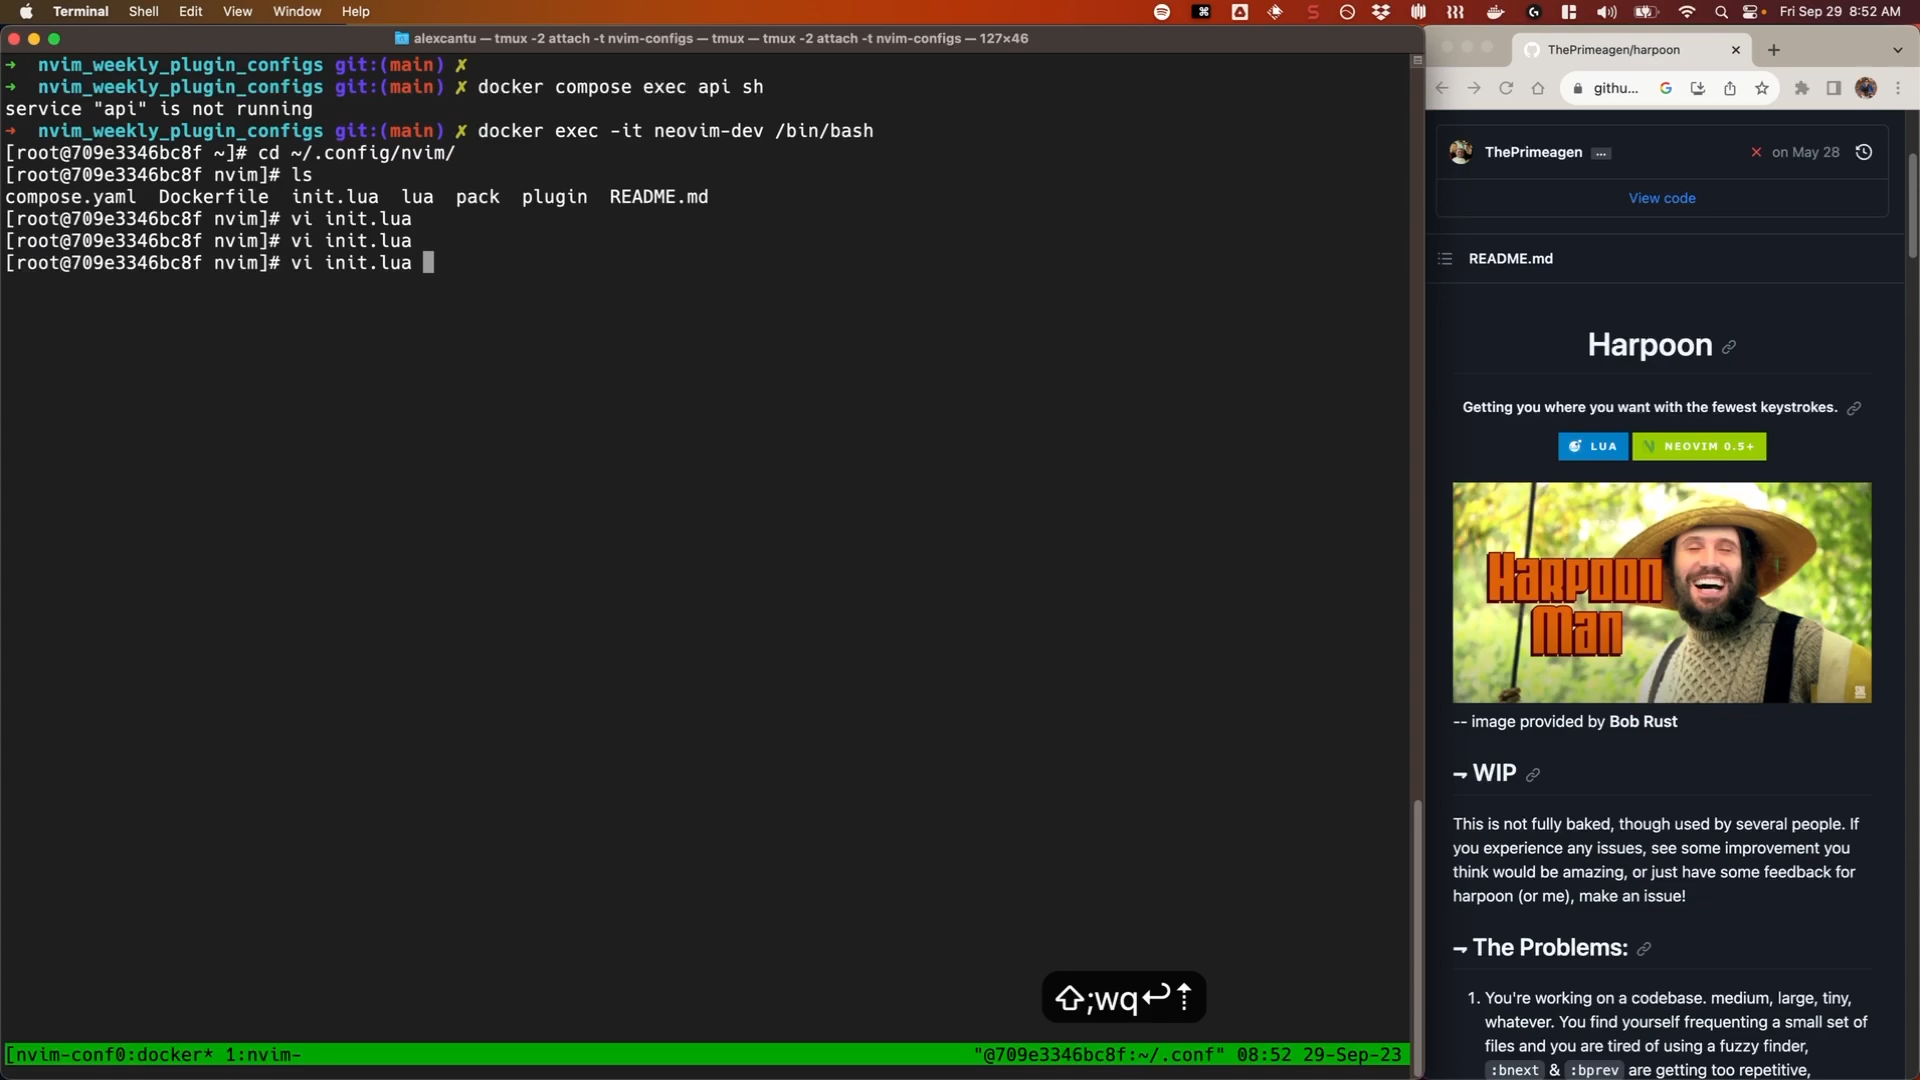 Terminal Shell Edit View Window Help
Fri Sep 29 8:52 AM
alexcantu — tmux -2 attach -t nvim-configs — tmux — tmux -2 attach -t nvim-configs — 127×46
→ nvim_weekly_plugin_configs git:(main) ✗
→ nvim_weekly_plugin_configs git:(main) ✗ docker compose exec api sh
service "api" is not running
→ nvim_weekly_plugin_configs git:(main) ✗ docker exec -it neovim-dev /bin/bash
[root@709e3346bc8f ~]# cd ~/.config/nvim/
[root@709e3346bc8f nvim]# ls
compose.yaml Dockerfile init.lua lua pack plugin README.md
[root@709e3346bc8f nvim]# vi init.lua
[root@709e3346bc8f nvim]# vi init.lua
[root@709e3346bc8f nvim]# vi init.lua
⇧;wq↩⇡
[nvim-conf0:docker* 1:nvim- "@709e3346bc8f:~/.conf" 08:52 29-Sep-23
ThePrimeagen/harpoon
githu...
ThePrimeagen ... on May 28
View code
README.md
Harpoon
Getting you where you want with the fewest keystrokes.
LUA NEOVIM 0.5+
Harpoon
Man
-- image provided by Bob Rust
¬ WIP
This is not fully baked, though used by several people. If
you experience any issues, see some improvement you
think would be amazing, or just have some feedback for
harpoon (or me), make an issue!
¬ The Problems:
1. You're working on a codebase. medium, large, tiny,
whatever. You find yourself frequenting a small set of
files and you are tired of using a fuzzy finder,
:bnext & :bprev are getting too repetitive,